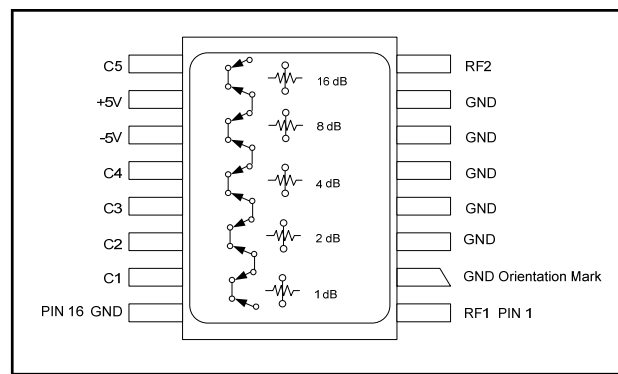 C5
+5V
-5V
C4
C3
C2
C1
PIN 16 GND
16 dB
8 dB
4 dB
2 dB
1 dB
RF2
GND
GND
GND
GND
GND
GND Orientation Mark
RF1 PIN 1